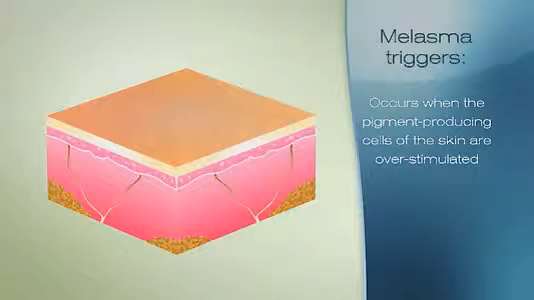 Melasma
triggers:
Occurs when the
pigment-producing
cells of the skin are
over-stimulated